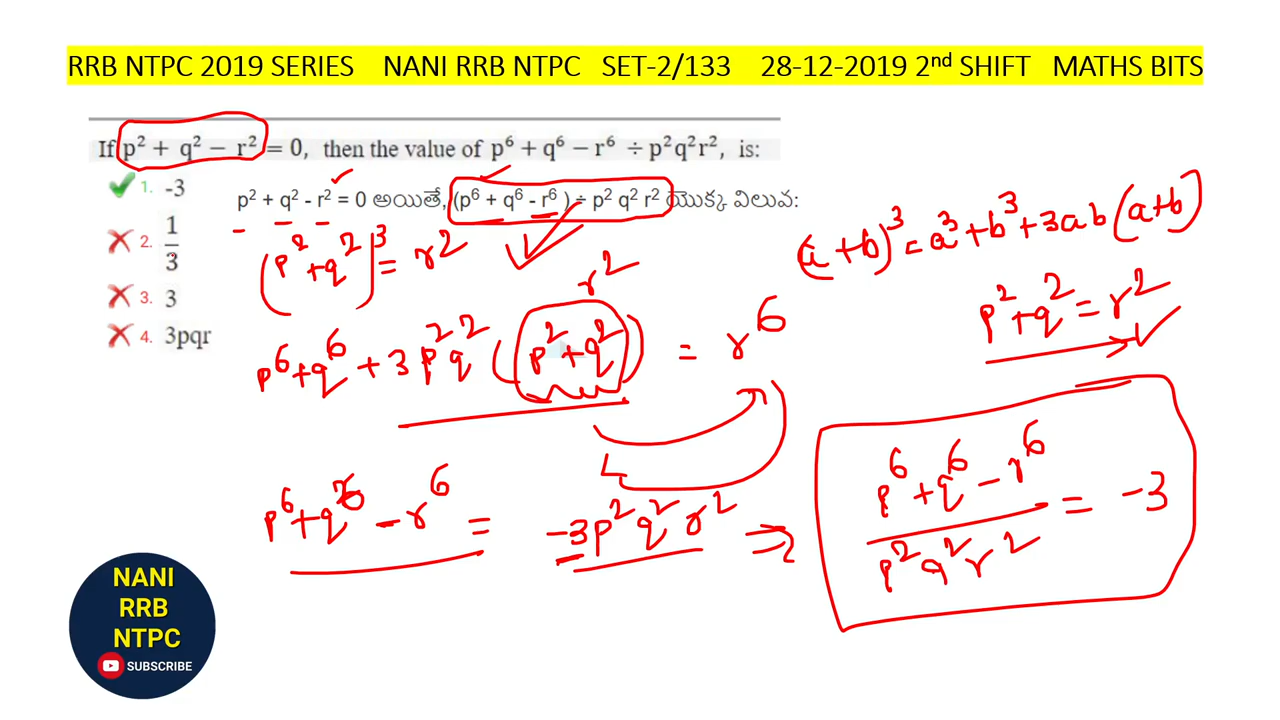 RRB NTPC 2019 SERIES NANI RRB NTPC SET-2/133 28-12-2019 2nd SHIFT MATHS BITS
If p² + q² − r² = 0, then the value of p⁶ + q⁶ − r⁶ ÷ p²q²r², is:
1. -3
2. 1/3
3. 3
4. 3pqr
p² + q² - r² = 0 అయితే, (p⁶ + q⁶ - r⁶ ) ÷ p² q² r² యొక్క విలువ:
(a + b)³ = a³ + b³ + 3ab (a+b)
(p² + q²)³ = r²
r²
p² + q² = r²
p⁶ + q⁶ + 3p²q² (p² + q²) = r⁶
p⁶ + q⁶ − r⁶ = −3p²q²r² ⇒
p⁶ + q⁶ − r⁶ / p²q²r² = −3
NANI
RRB
NTPC
SUBSCRIBE